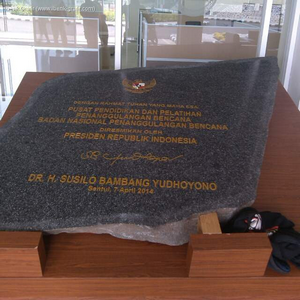 DENGAN RAHMAT TUHAN YANG MAHA ESA
PUSAT PENDIDIKAN DAN PELATIHAN
PENANGGULANGAN BENCANA
BADAN NASIONAL PENANGGULANGAN BENCANA
DIRESMIKAN OLEH
PRESIDEN REPUBLIK INDONESIA
DR. H. SUSILO BAMBANG YUDHOYONO
Sentul, 7 April 2014